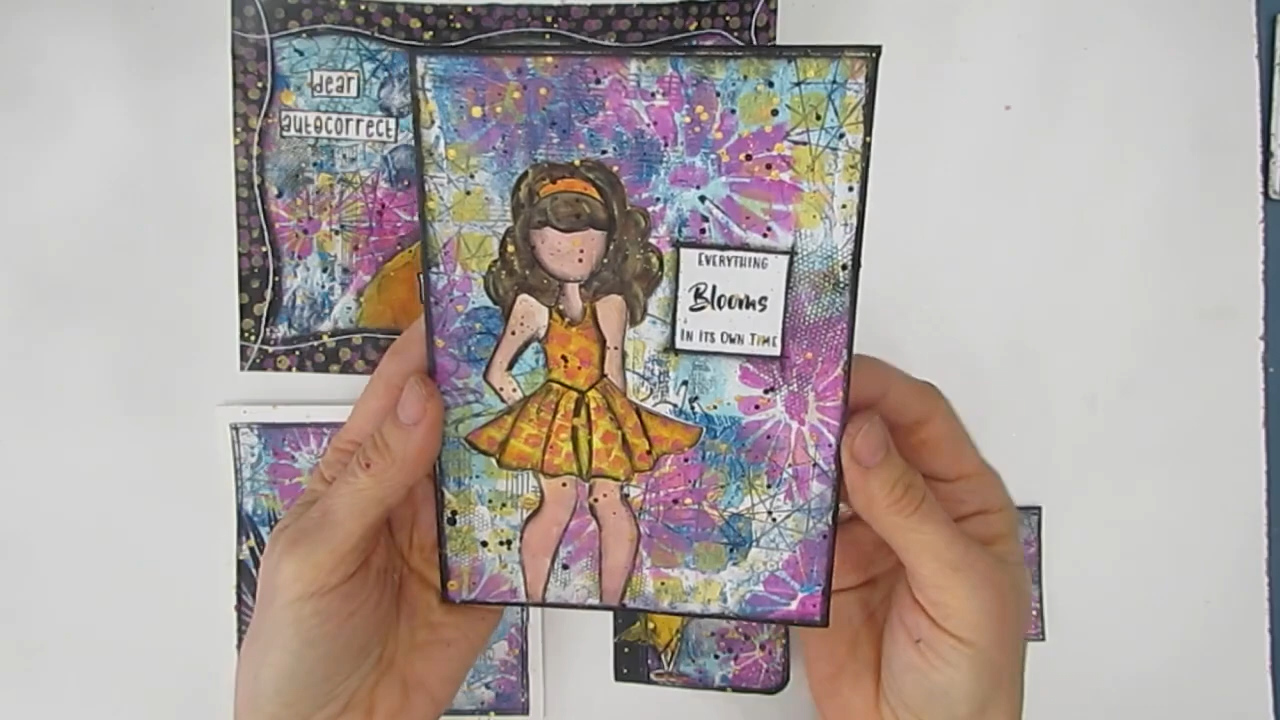 dear
autocorrect
EVERYTHING
Blooms
IN ITS OWN TIME